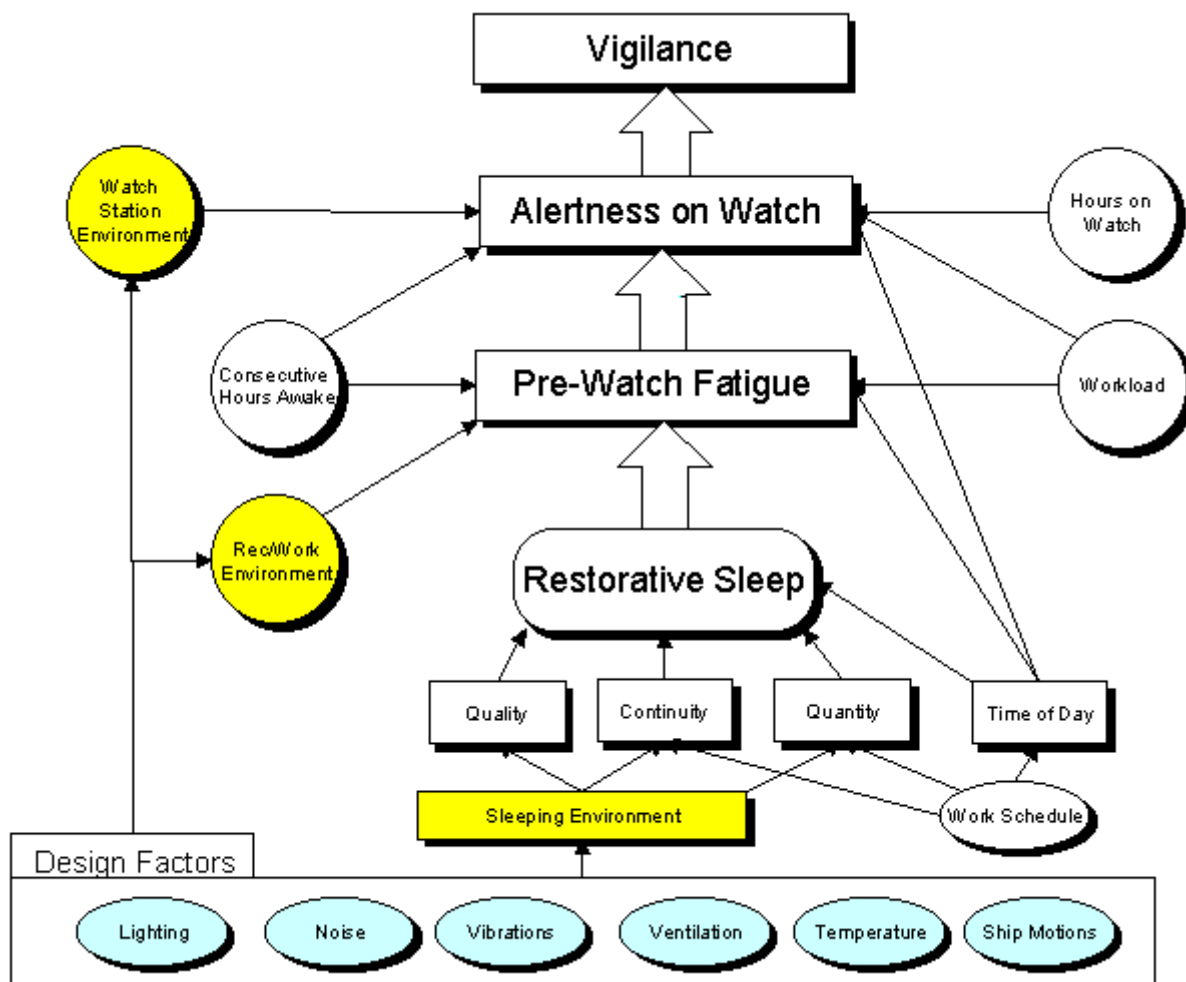 Vigilance
Watch
Station
Environment
Alertness on Watch
Hours on
Watch
Consecutive
Hours Awake
Pre-Watch Fatigue
Workload
Rec/Work
Environment
Restorative Sleep
Quality
Continuity
Quantity
Time of Day
Sleeping Environment
Work Schedule
Design Factors
Lighting
Noise
Vibrations
Ventilation
Temperature
Ship Motions